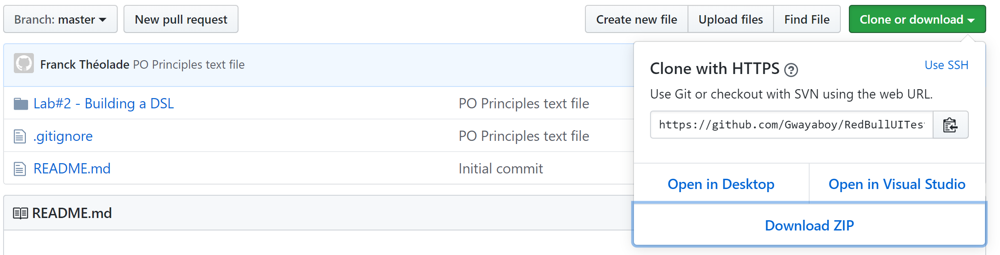 Branch: master
New pull request
Create new file
Upload files
Find File
Clone or download
Franck Théolade PO Principles text file
Lab#2 - Building a DSL
PO Principles text file
.gitignore
PO Principles text file
README.md
Initial commit
README.md
Clone with HTTPS
Use SSH
Use Git or checkout with SVN using the web URL.
https://github.com/Gwayaboy/RedBullUITes
Open in Desktop
Open in Visual Studio
Download ZIP